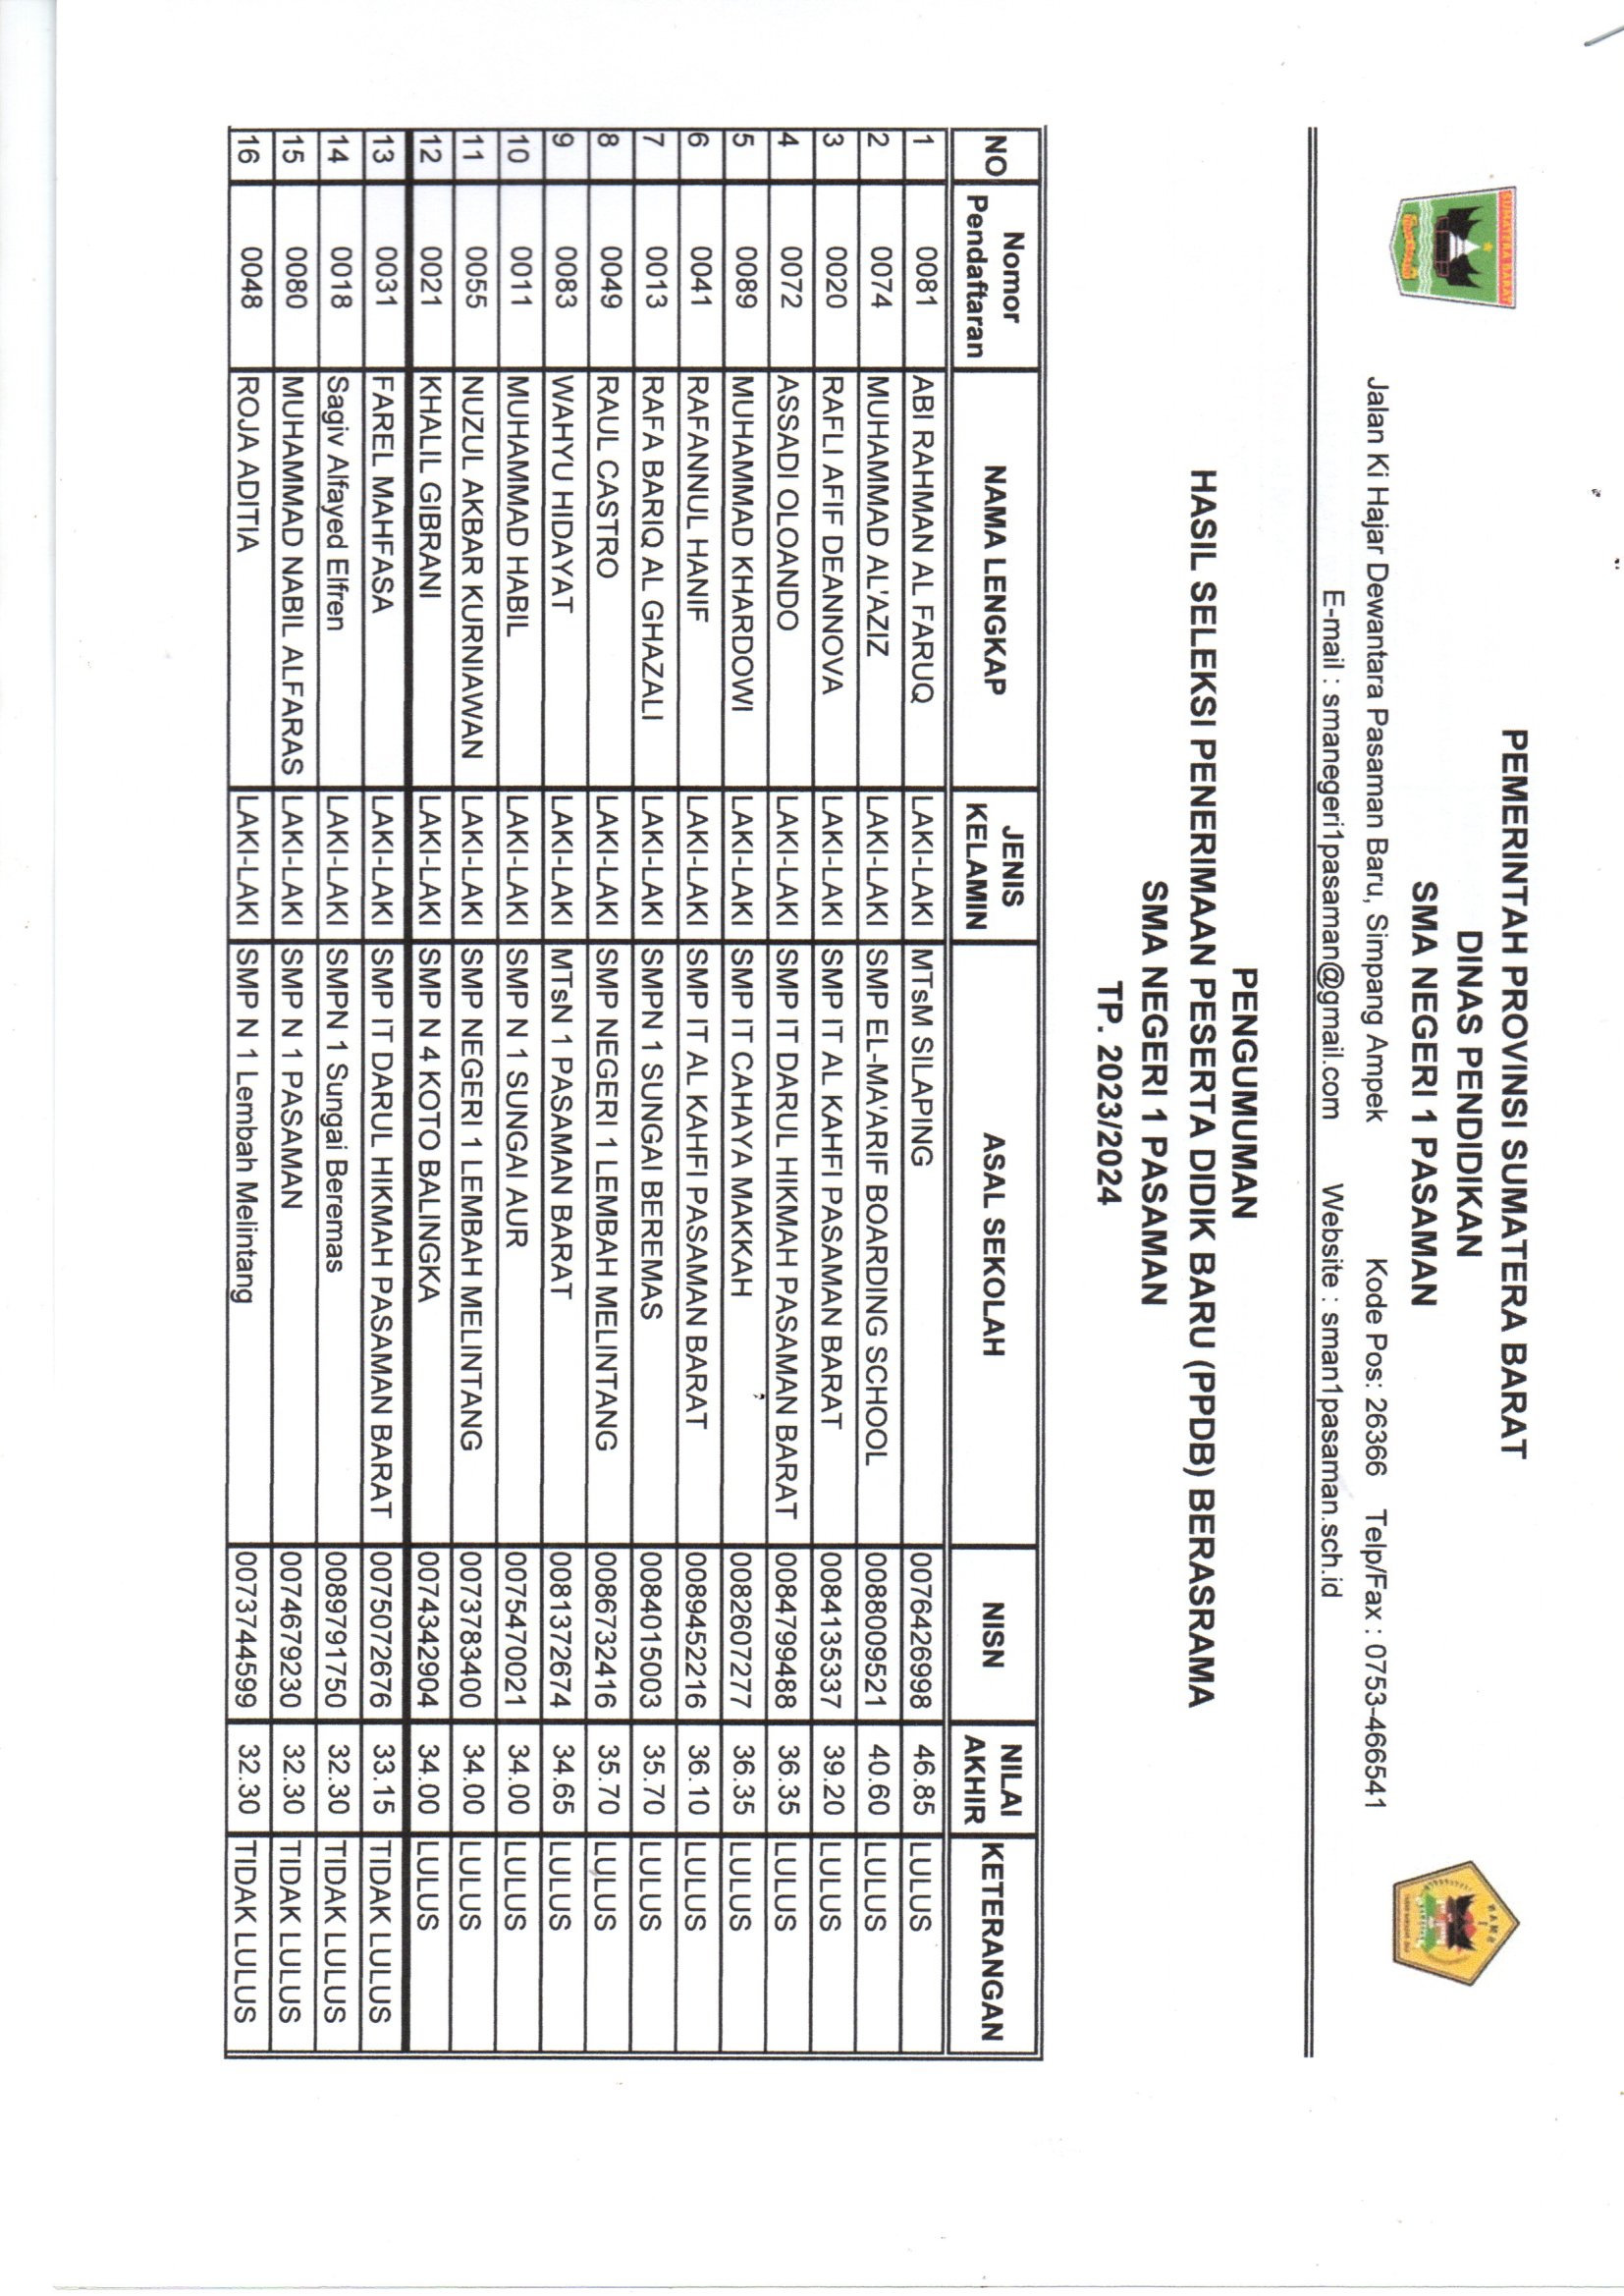 SUMATERA BARAT
PEMERINTAH PROVINSI SUMATERA BARAT
DINAS PENDIDIKAN
SMA NEGERI 1 PASAMAN
Jalan Ki Hajar Dewantara Pasaman Baru, Simpang Ampek Kode Pos: 26366 Telp/Fax : 0753-466541
E-mail : smanegeri1pasaman@gmail.com Website : sman1pasaman.sch.id
PENGUMUMAN
HASIL SELEKSI PENERIMAAN PESERTA DIDIK BARU (PPDB) BERASRAMA
SMA NEGERI 1 PASAMAN
TP. 2023/2024
NO Nomor Pendaftaran NAMA LENGKAP JENIS KELAMIN ASAL SEKOLAH NISN NILAI AKHIR KETERANGAN
1 0081 ABI RAHMAN AL FARUQ LAKI-LAKI MTsM SILAPING 0076426998 46.85 LULUS
2 0074 MUHAMMAD AL'AZIZ LAKI-LAKI SMP EL-MA'ARIF BOARDING SCHOOL 0088009521 40.60 LULUS
3 0020 RAFLI AFIF DEANNOVA LAKI-LAKI SMP IT AL KAHFI PASAMAN BARAT 0084135337 39.20 LULUS
4 0072 ASSADI OLOANDO LAKI-LAKI SMP IT DARUL HIKMAH PASAMAN BARAT 0084799488 36.35 LULUS
5 0089 MUHAMMAD KHARDOWI LAKI-LAKI SMP IT CAHAYA MAKKAH 0082607277 36.35 LULUS
6 0041 RAFANNUL HANIF LAKI-LAKI SMP IT AL KAHFI PASAMAN BARAT 0089452216 36.10 LULUS
7 0013 RAFA BARIQ AL GHAZALI LAKI-LAKI SMPN 1 SUNGAI BEREMAS 0084015003 35.70 LULUS
8 0049 RAUL CASTRO LAKI-LAKI SMP NEGERI 1 LEMBAH MELINTANG 0086732416 35.70 LULUS
9 0083 WAHYU HIDAYAT LAKI-LAKI MTsN 1 PASAMAN BARAT 0081372674 34.65 LULUS
10 0011 MUHAMMAD HABIL LAKI-LAKI SMP N 1 SUNGAI AUR 0075470021 34.00 LULUS
11 0055 NUZUL AKBAR KURNIAWAN LAKI-LAKI SMP NEGERI 1 LEMBAH MELINTANG 0073783400 34.00 LULUS
12 0021 KHALIL GIBRANI LAKI-LAKI SMP N 4 KOTO BALINGKA 0074342904 34.00 LULUS
13 0031 FAREL MAHFASA LAKI-LAKI SMP IT DARUL HIKMAH PASAMAN BARAT 0075072676 33.15 TIDAK LULUS
14 0018 Sagiv Alfayed Elfren LAKI-LAKI SMPN 1 Sungai Beremas 0089791750 32.30 TIDAK LULUS
15 0080 MUHAMMAD NABIL ALFARAS LAKI-LAKI SMP N 1 PASAMAN 0074679230 32.30 TIDAK LULUS
16 0048 ROJA ADITIA LAKI-LAKI SMP N 1 Lembah Melintang 0073744599 32.30 TIDAK LULUS